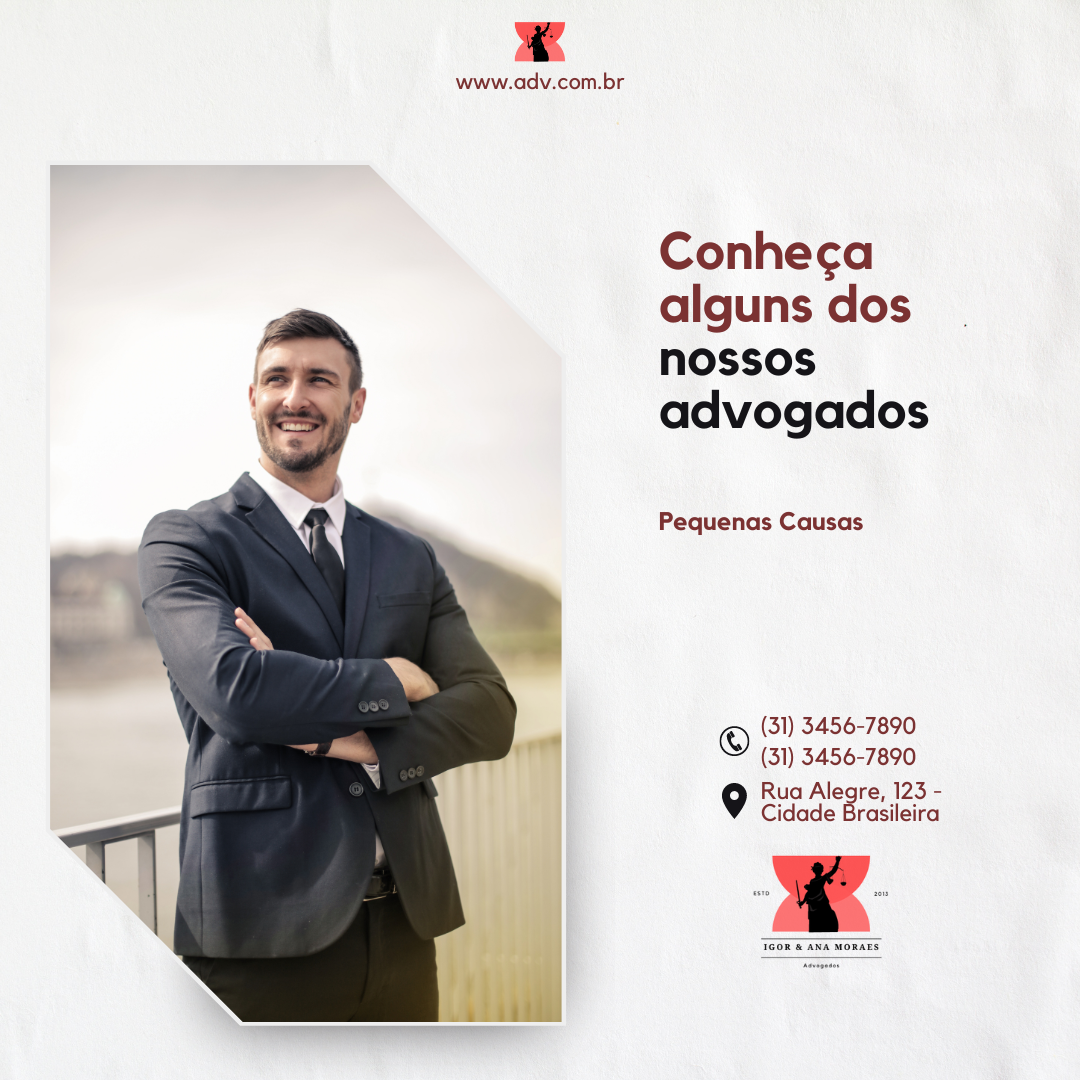 www.adv.com.br
Conheça
alguns dos
nossos
advogados
Pequenas Causas
(31) 3456-7890
(31) 3456-7890
Rua Alegre, 123 -
Cidade Brasileira
ESTD 2013
IGOR & ANA MORAES
Advogados